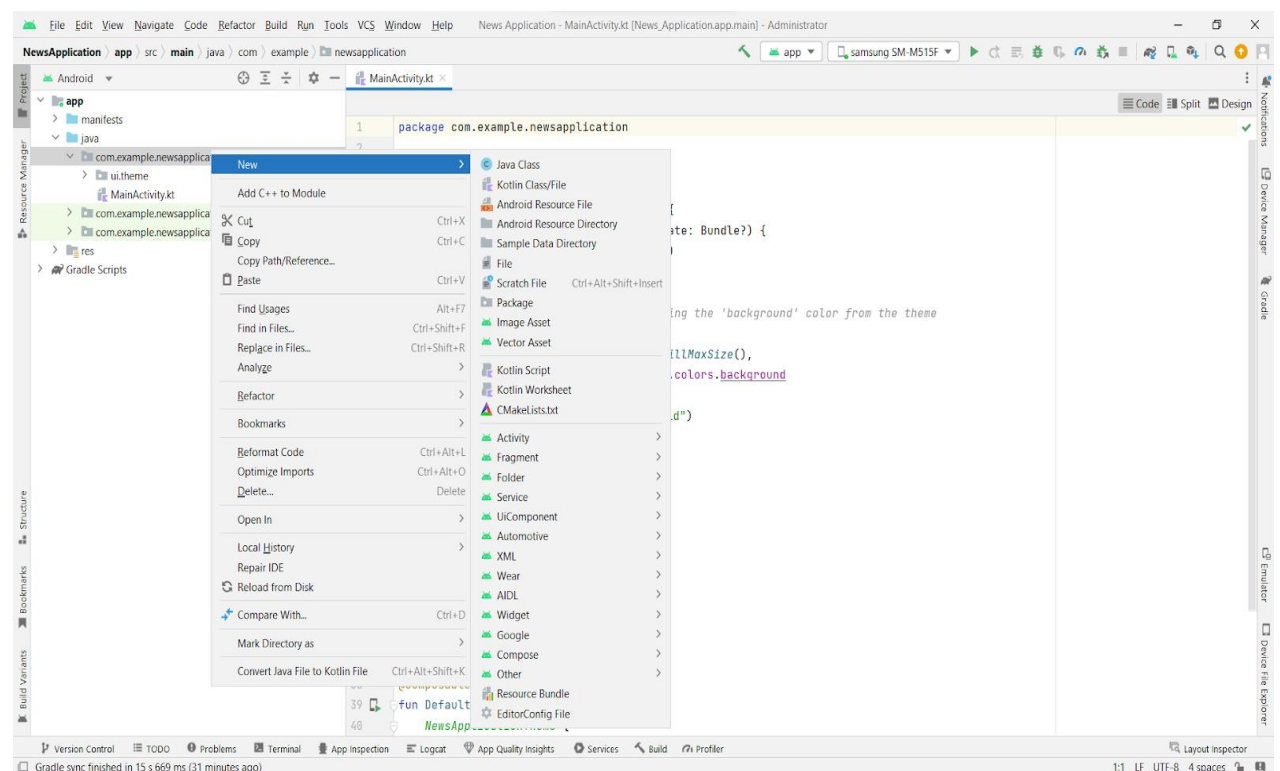 File Edit View Navigate Code Refactor Build Run Tools VCS Window Help News Application - MainActivity.kt [News_Application.app.main] - Administrator
NewsApplication app src main java com example newsapplication app samsung SM-M515F
Android MainActivity.kt
Code Split Design
app
manifests
java
com.example.newsapplica
ui.theme
MainActivity.kt
com.example.newsapplica
com.example.newsapplica
res
Gradle Scripts
Project
Resource Manager
Structure
Bookmarks
Build Variants
New
Add C++ to Module
Cut Ctrl+X
Copy Ctrl+C
Copy Path/Reference...
Paste Ctrl+V
Find Usages Alt+F7
Find in Files... Ctrl+Shift+F
Replace in Files... Ctrl+Shift+R
Analyze
Refactor
Bookmarks
Reformat Code Ctrl+Alt+L
Optimize Imports Ctrl+Alt+O
Delete... Delete
Open In
Local History
Repair IDE
Reload from Disk
Compare With... Ctrl+D
Mark Directory as
Convert Java File to Kotlin File Ctrl+Alt+Shift+K
Java Class
Kotlin Class/File
Android Resource File
Android Resource Directory
Sample Data Directory
File
Scratch File Ctrl+Alt+Shift+Insert
Package
Image Asset
Vector Asset
Kotlin Script
Kotlin Worksheet
CMakeLists.txt
Activity
Fragment
Folder
Service
UiComponent
Automotive
XML
Wear
AIDL
Widget
Google
Compose
Other
Resource Bundle
EditorConfig File
1 package com.example.newsapplication
2
{
ate: Bundle?) {
)
ing the 'background' color from the theme
illMaxSize(),
.colors.background
.d")
39 fun Default
40 NewsApp
Notifications
Device Manager
Gradle
Emulator
Device File Explorer
Version Control TODO Problems Terminal App Inspection Logcat App Quality Insights Services Build Profiler Layout Inspector
Gradle sync finished in 15 s 669 ms (31 minutes ago) 1:1 LF UTF-8 4 spaces